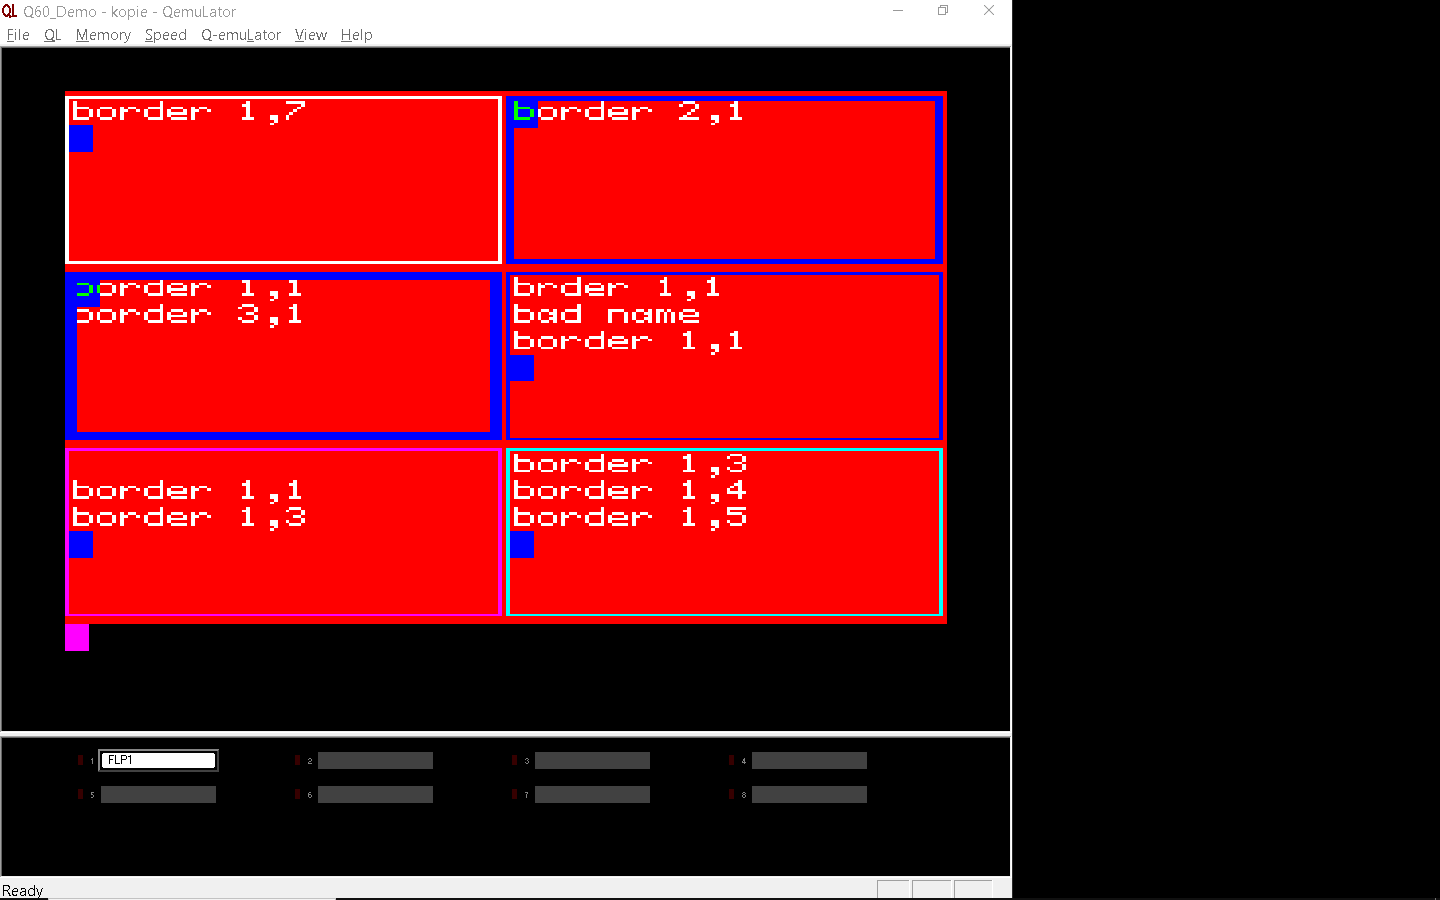 QL Q60_Demo - kopie - QemuLator
File QL Memory Speed Q-emuLator View Help
border 1,7
border 2,1
border 1,1
border 3,1
brder 1,1
bad name
border 1,1
border 1,1
border 1,3
border 1,3
border 1,4
border 1,5
1 FLP1 2 3 4
5 6 7 8
Ready